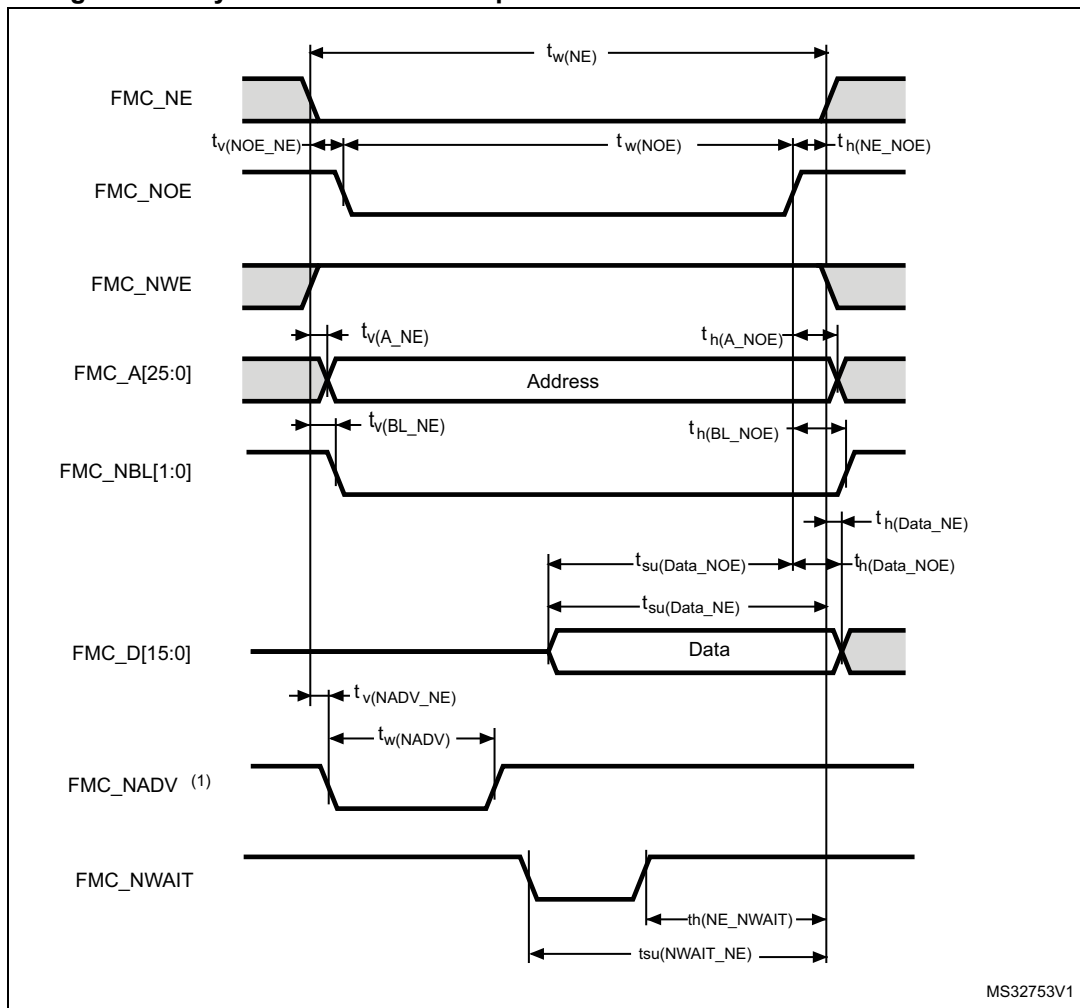 tw(NE)
FMC_NE
tv(NOE_NE)
tw(NOE)
th(NE_NOE)
FMC_NOE
FMC_NWE
tv(A_NE)
th(A_NOE)
FMC_A[25:0]
Address
tv(BL_NE)
th(BL_NOE)
FMC_NBL[1:0]
th(Data_NE)
tsu(Data_NOE)
th(Data_NOE)
tsu(Data_NE)
FMC_D[15:0]
Data
tv(NADV_NE)
tw(NADV)
FMC_NADV (1)
FMC_NWAIT
th(NE_NWAIT)
tsu(NWAIT_NE)
MS32753V1